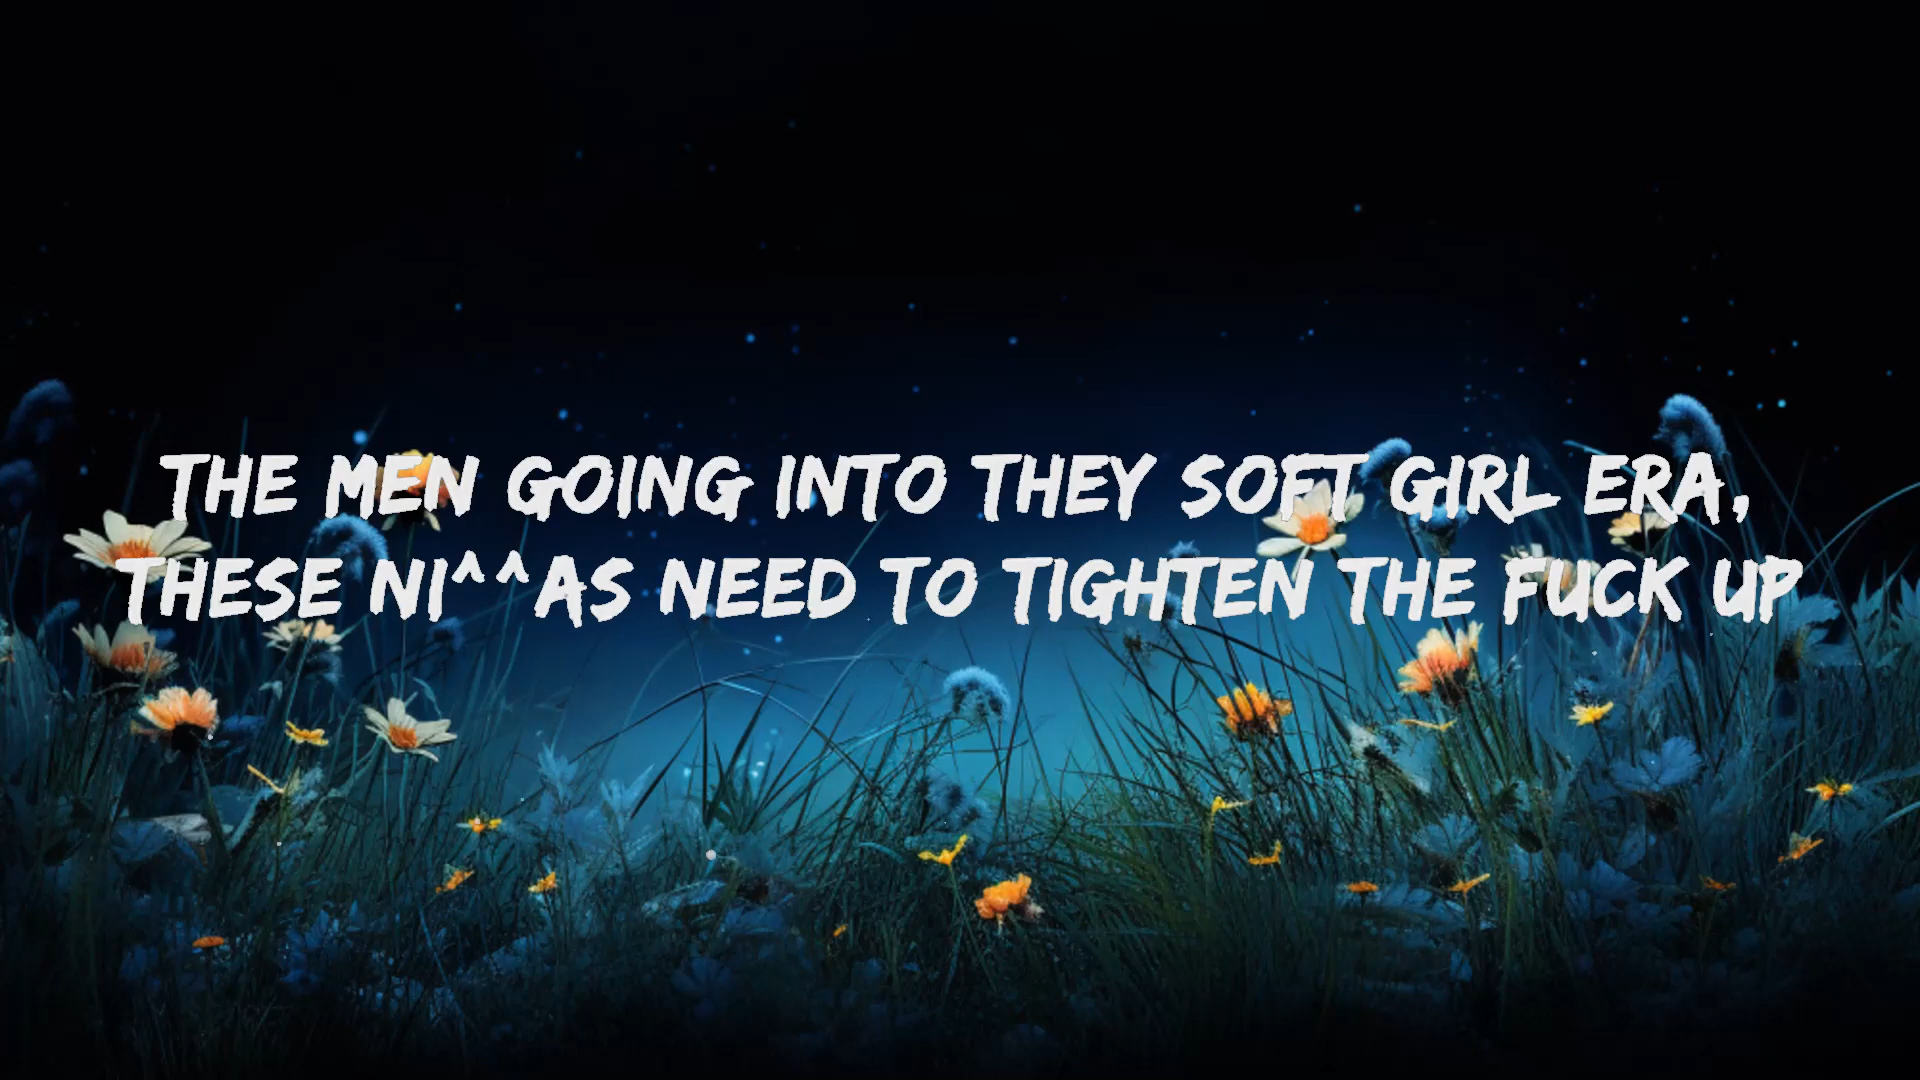 THE MEN GOING INTO THEY SOFT GIRL ERA,
THESE NI^^AS NEED TO TIGHTEN THE FUCK UP